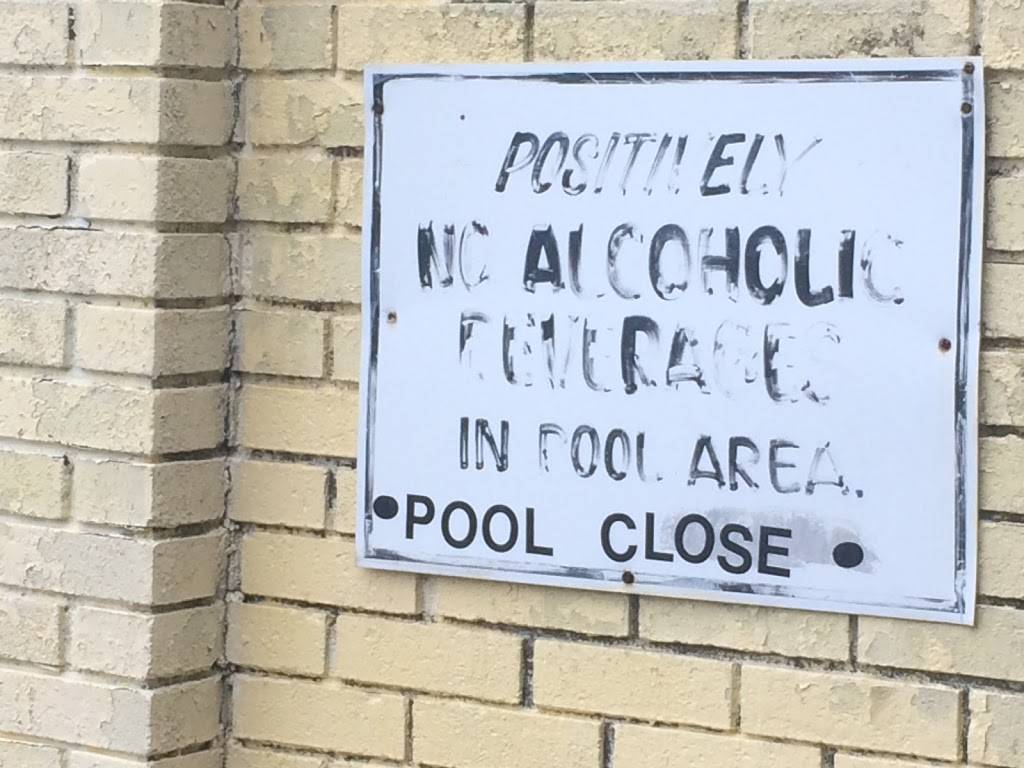 POSITIVELY
NO ALCOHOLIC
BEVERAGES
IN POOL AREA.
•POOL CLOSE •